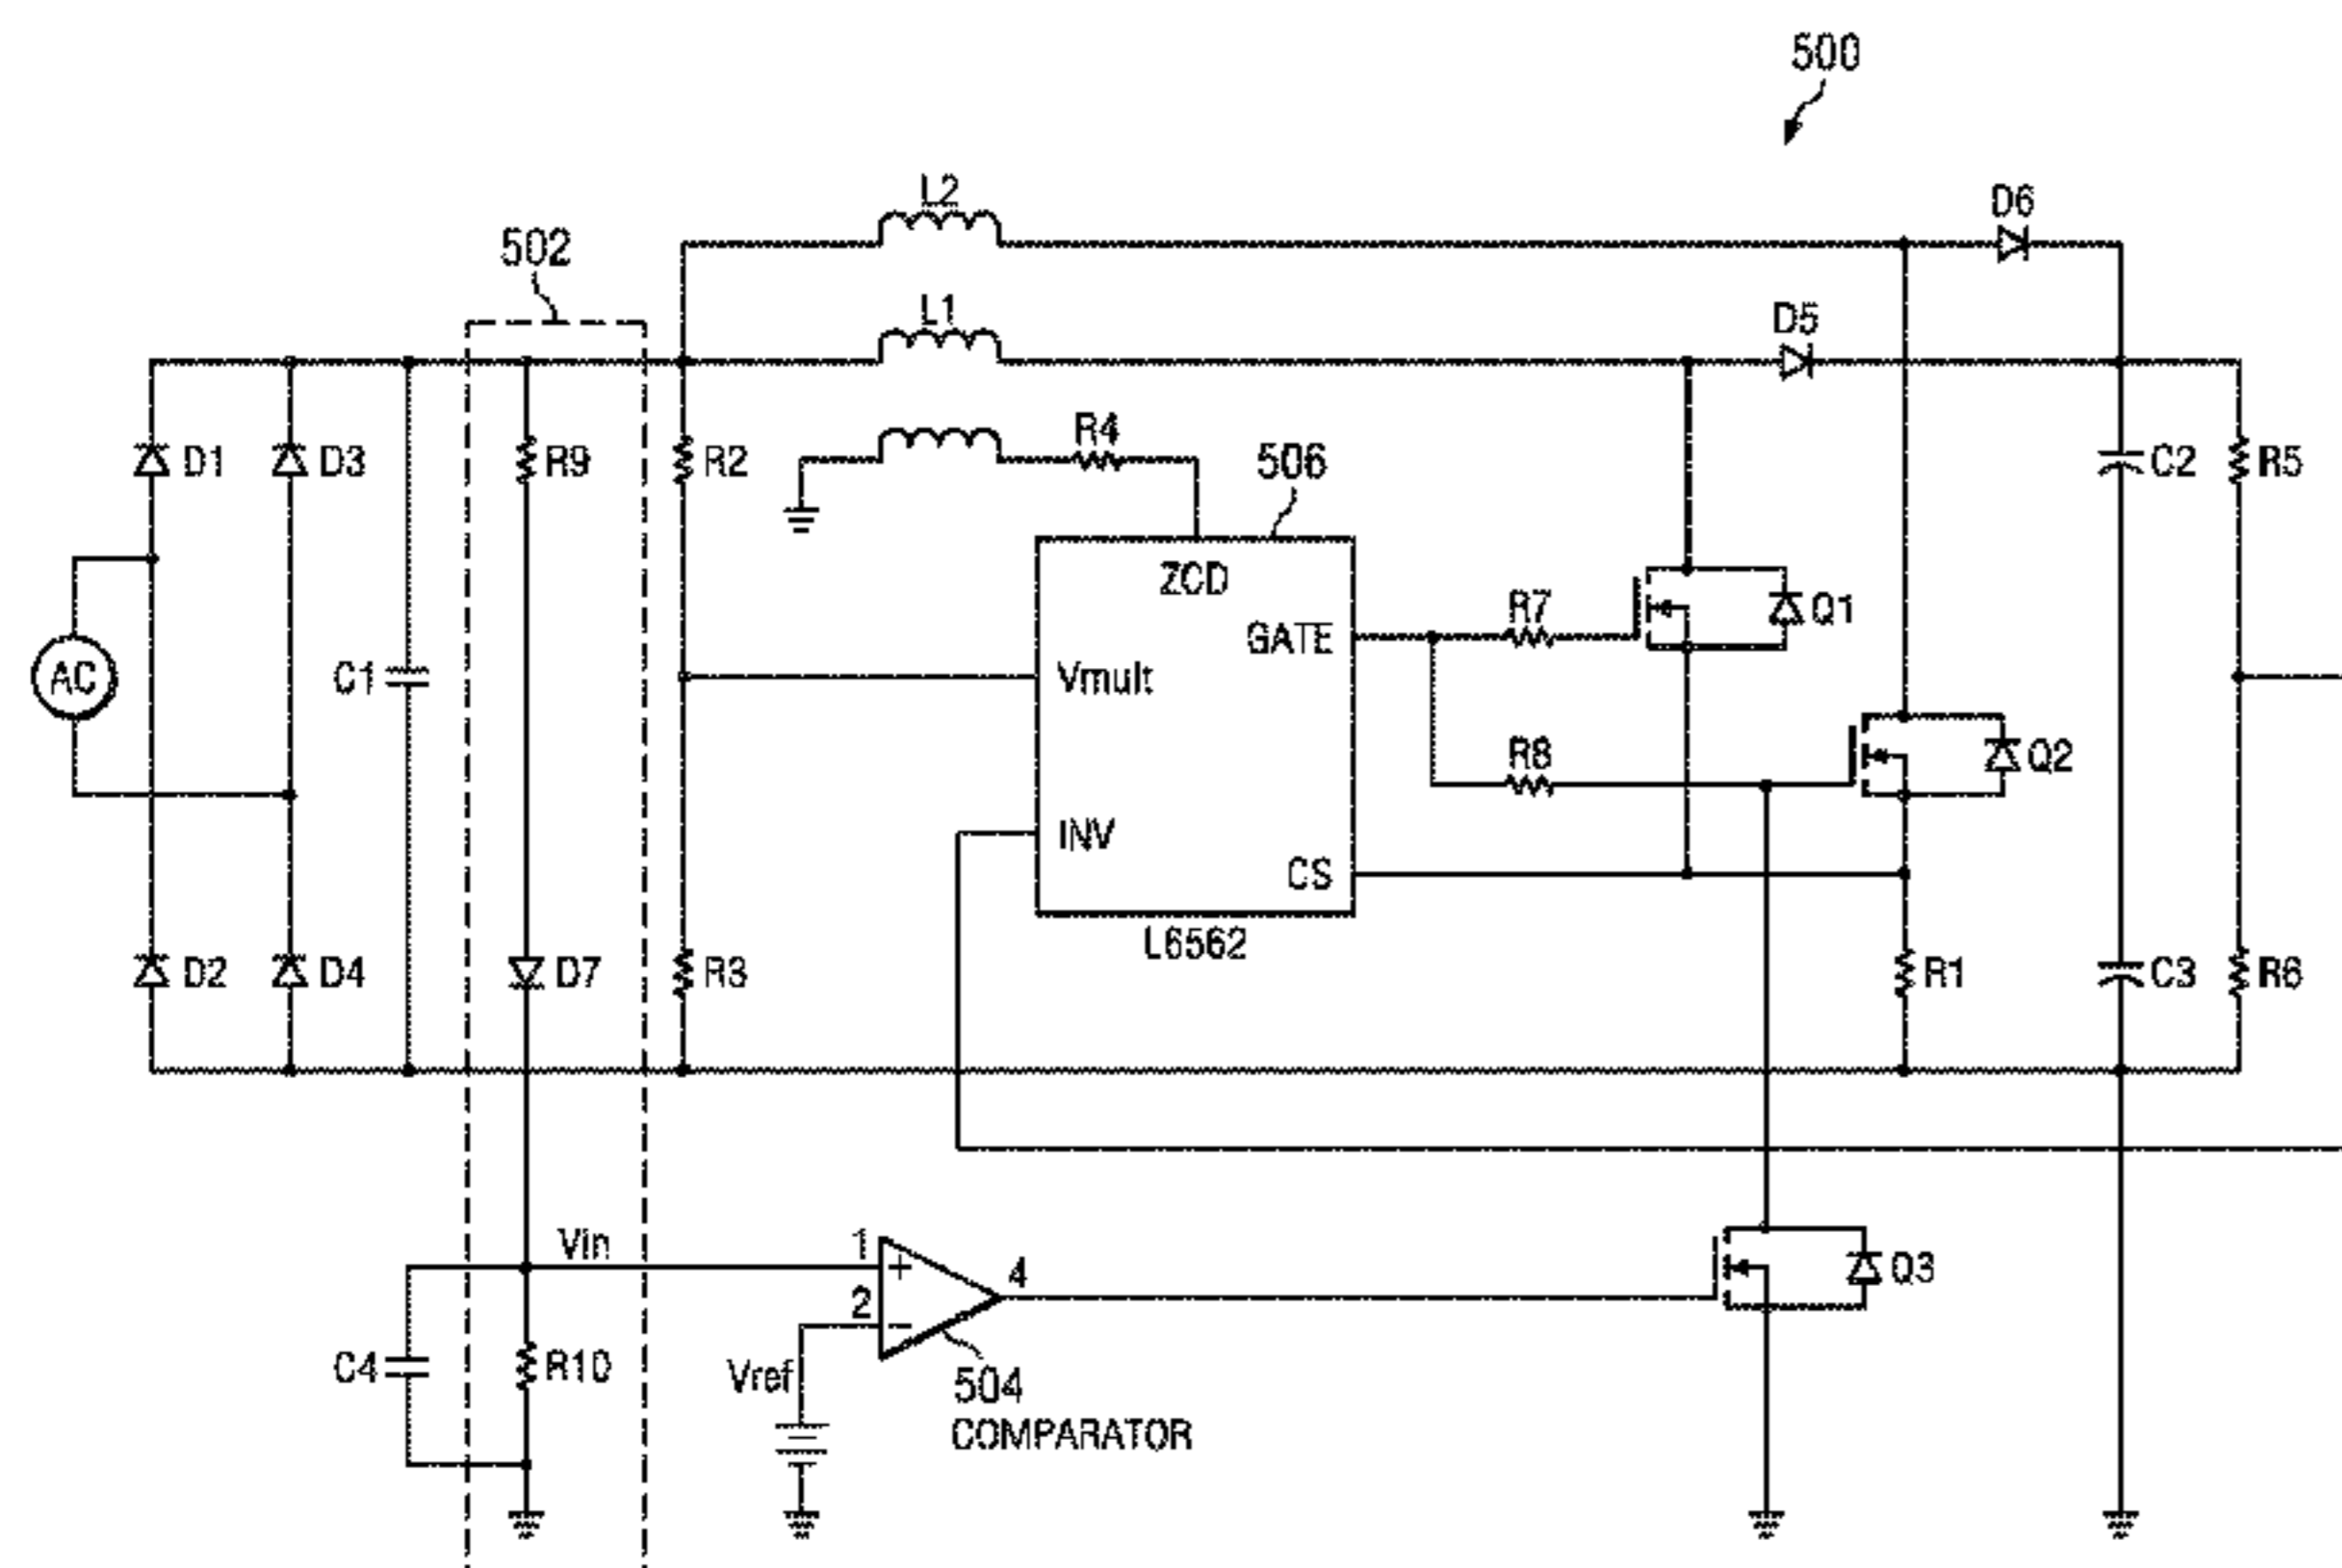 500
L2
D6
502
L1
D5
D1
D3
R9
R2
R4
506
C2
R5
ZCD
GATE
R7
Q1
AC
C1
Vmult
R8
Q2
INV
CS
L6562
D2
D4
D7
R3
R1
C3
R6
Vin
1
+
4
2
−
Q3
C4
R10
Vref
504
COMPARATOR